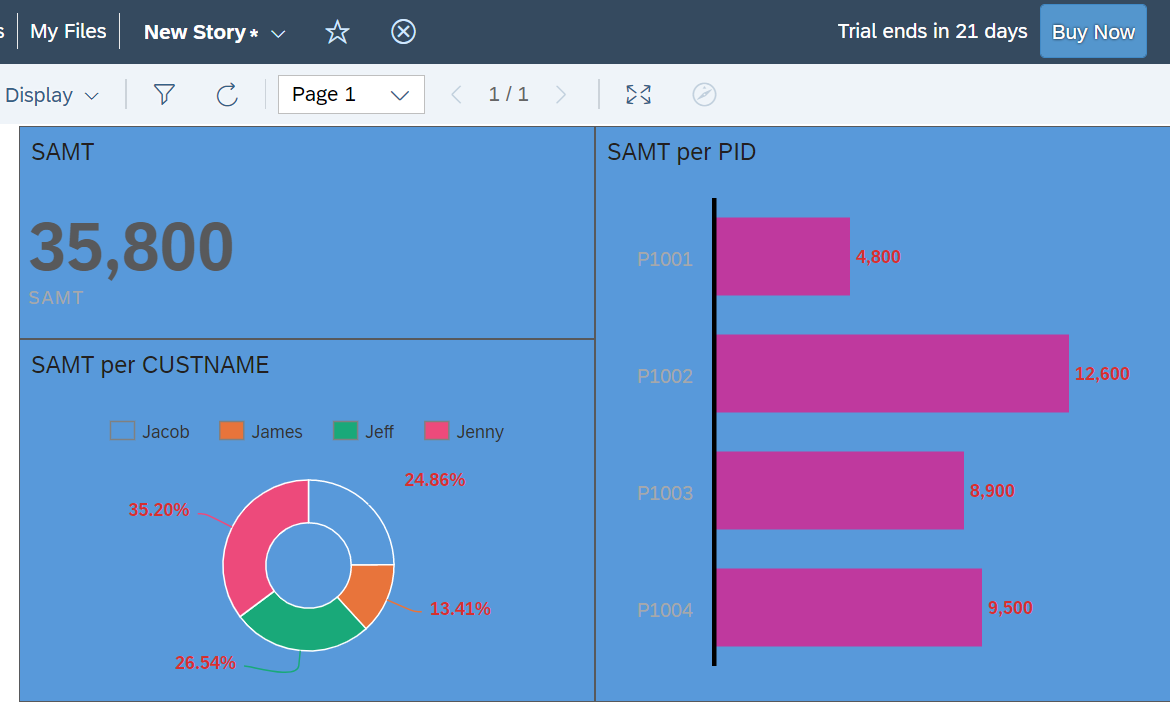 My Files
New Story *
Trial ends in 21 days
Buy Now
Display
Page 1
1 / 1
SAMT
35,800
SAMT
SAMT per CUSTNAME
Jacob James Jeff Jenny
24.86%
35.20%
13.41%
26.54%
SAMT per PID
P1001 4,800
P1002 12,600
P1003 8,900
P1004 9,500